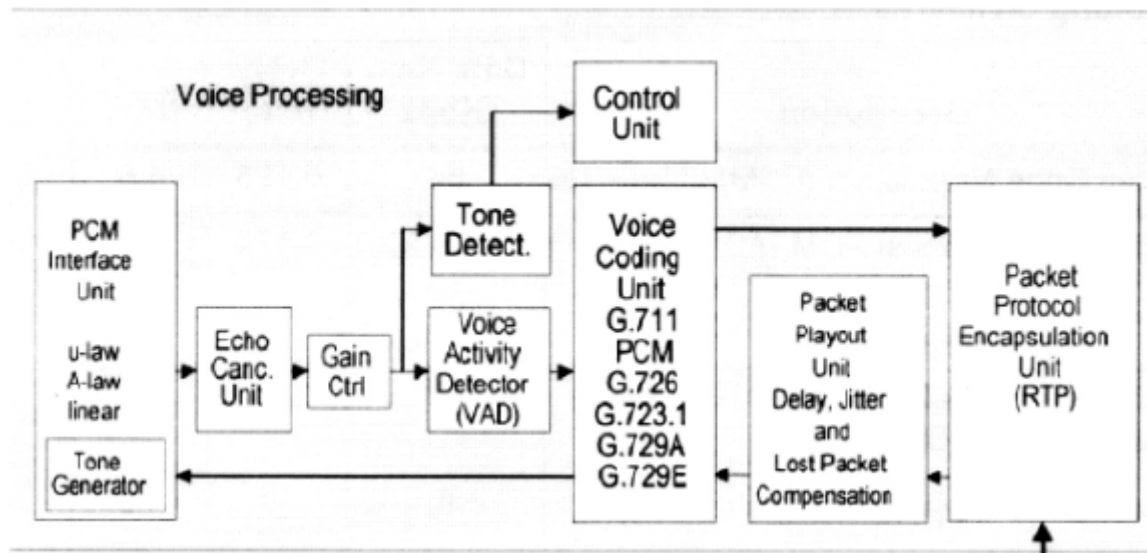 Voice Processing
Control
Unit
PCM
Interface
Unit
u-law
A-law
linear
Tone
Generator
Echo
Canc.
Unit
Gain
Ctrl
Tone
Detect.
Voice
Activity
Detector
(VAD)
Voice
Coding
Unit
G.711
PCM
G.726
G.723.1
G.729A
G.729E
Packet
Playout
Unit
Delay, Jitter
and
Lost Packet
Compensation
Packet
Protocol
Encapsulation
Unit
(RTP)